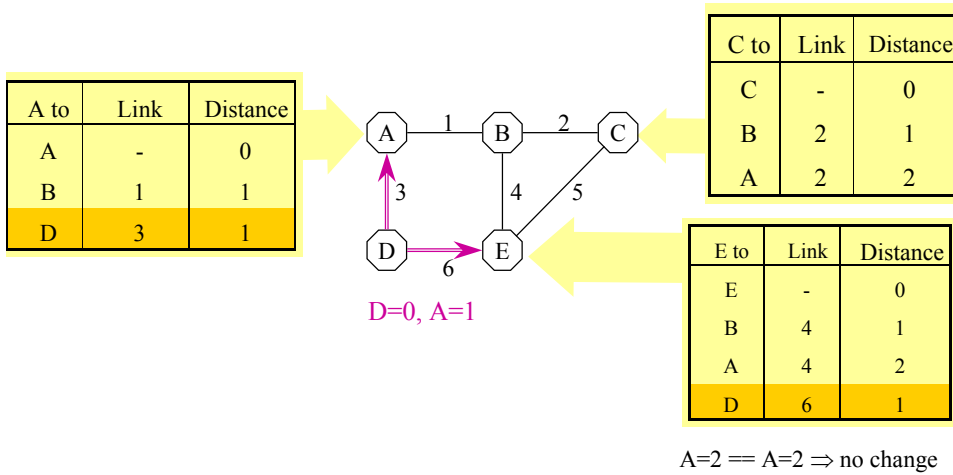 A to Link Distance
A - 0
B 1 1
D 3 1
C to Link Distance
C - 0
B 2 1
A 2 2
A 1 B 2 C
3 4 5
D 6 E
D=0, A=1
E to Link Distance
E - 0
B 4 1
A 4 2
D 6 1
A=2 == A=2 ⇒ no change